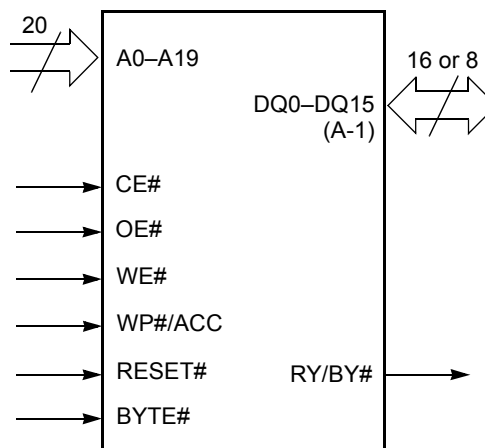 20
A0–A19
16 or 8
DQ0–DQ15
(A-1)
CE#
OE#
WE#
WP#/ACC
RESET#
RY/BY#
BYTE#